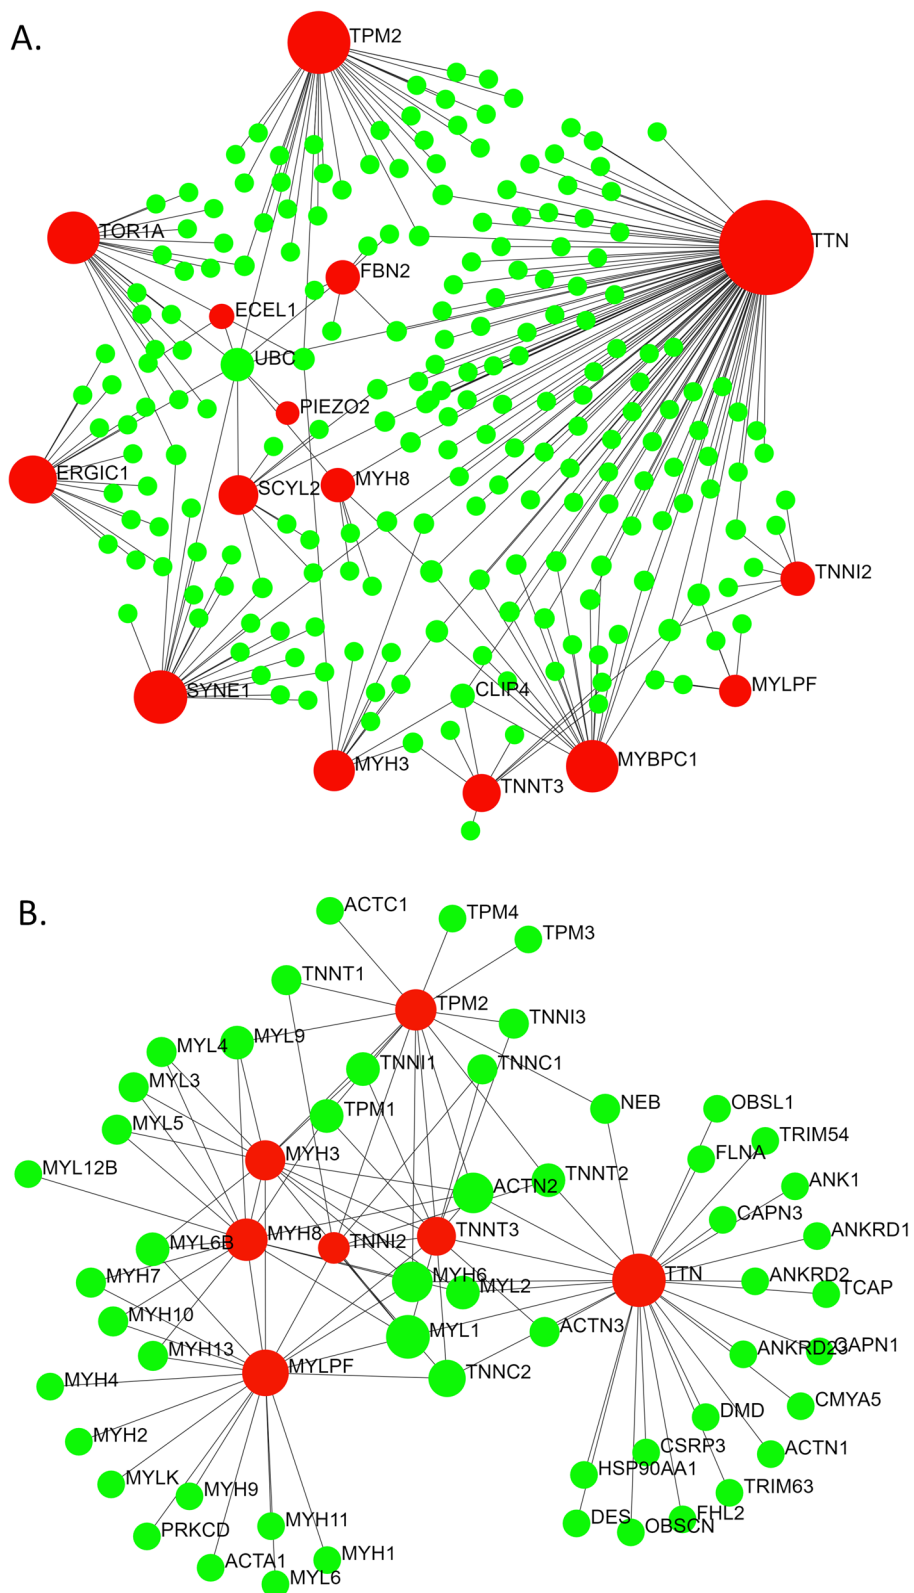 A.
TPM2
TOR1A
TTN
FBN2
ECEL1
UBC
PIEZO2
ERGIC1
SCYL2
MYH8
TNNI2
SYNE1
CLIP4
MYLPF
MYH3
TNNT3
MYBPC1
B.
ACTC1
TPM4
TPM3
TNNT1
TPM2
TNNI3
MYL9
MYL4
TNNI1
TNNC1
MYL3
NEB
OBSL1
TPM1
MYL5
TRIM54
FLNA
MYH3
MYL12B
TNNT2
ACTN2
ANK1
CAPN3
MYH8
TNNT3
ANKRD1
MYL6B
TNNI2
MYH7
MYH6
TTN
ANKRD2
MYL2
TCAP
MYH10
MYL1
ACTN3
MYH13
ANKRD23
CAPN1
MYLPF
TNNC2
MYH4
CMYA5
DMD
MYH2
CSRP3
ACTN1
HSP90AA1
MYLK
MYH9
TRIM63
FHL2
DES
OBSCN
PRKCD
MYH11
ACTA1
MYH1
MYL6